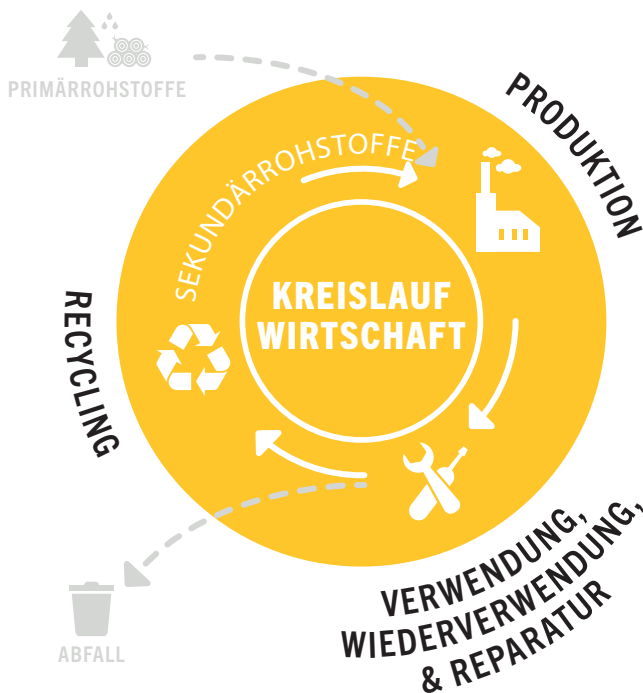 PRIMÄRROHSTOFFE
PRODUKTION
SEKUNDÄRROHSTOFFE
KREISLAUF
WIRTSCHAFT
RECYCLING
VERWENDUNG,
WIEDERVERWENDUNG,
& REPARATUR
ABFALL